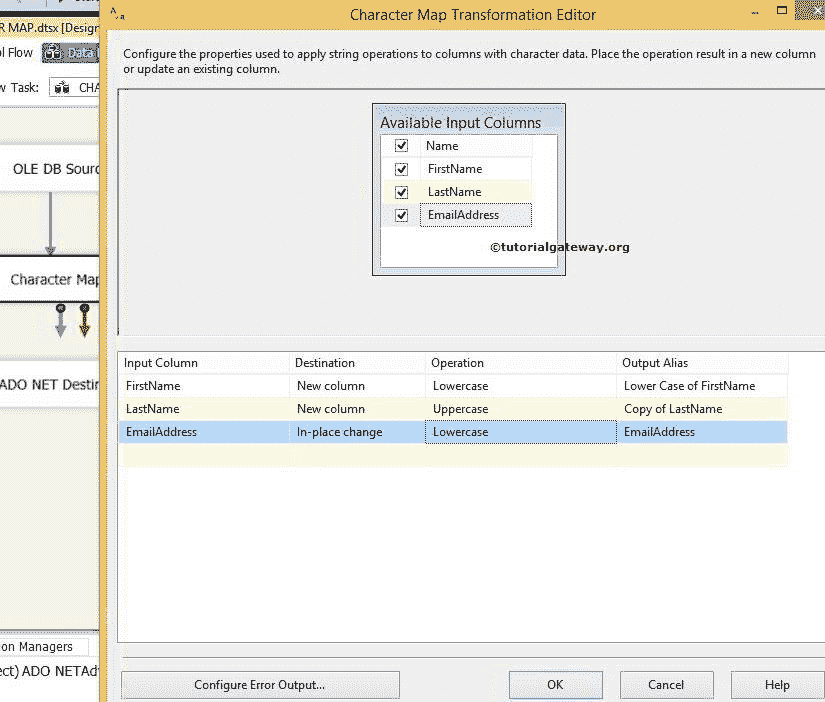 Character Map Transformation Editor
R MAP.dtsx [Design
Configure the properties used to apply string operations to columns with character data. Place the operation result in a new column
or update an existing column.
ol Flow Data
w Task: CHA
Available Input Columns
Name
FirstName
LastName
EmailAddress
©tutorialgateway.org
OLE DB Sourc
Character Map
ADO NET Destin
Input Column Destination Operation Output Alias
FirstName New column Lowercase Lower Case of FirstName
LastName New column Uppercase Copy of LastName
EmailAddress In-place change Lowercase EmailAddress
on Managers
ect) ADO NETAdv
Configure Error Output... OK Cancel Help